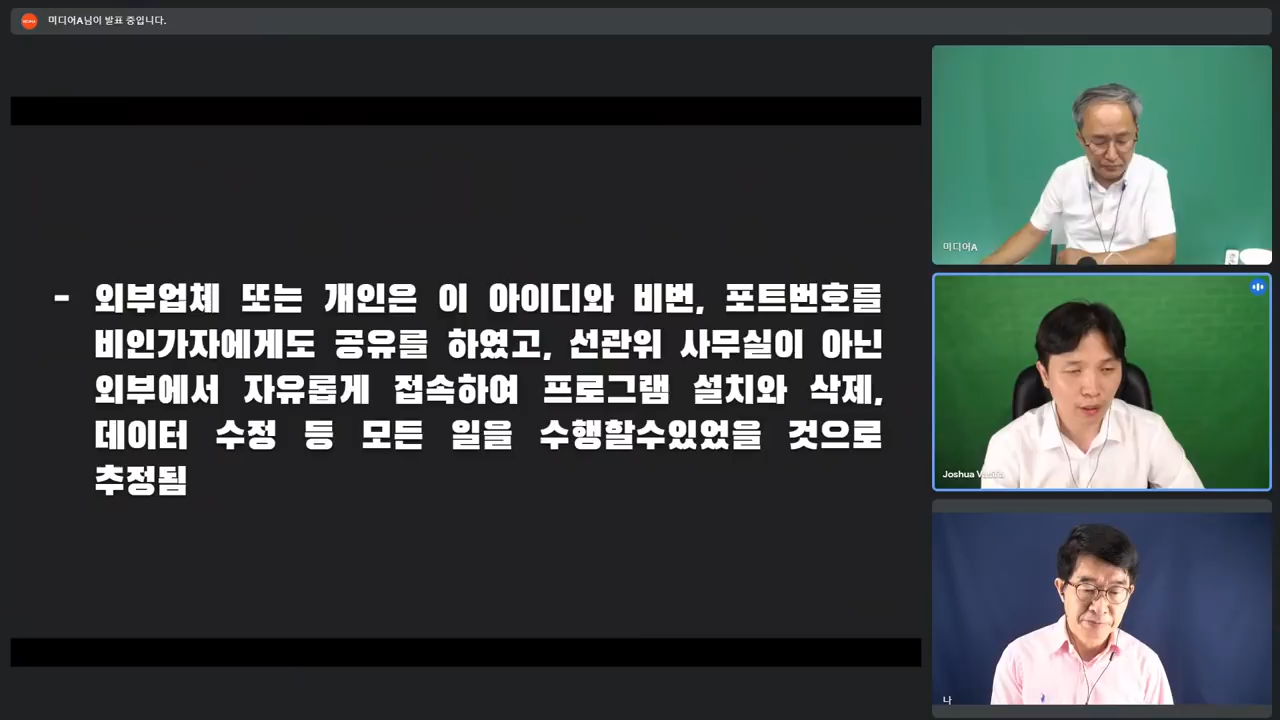 미디어A님이 발표 중입니다.
- 외부업체 또는 개인은 이 아이디와 비번, 포트번호를
비인가자에게도 공유를 하였고, 선관위 사무실이 아닌
외부에서 자유롭게 접속하여 프로그램 설치와 삭제,
데이터 수정 등 모든 일을 수행할수있었을 것으로
추정됨
미디어A
Joshua
나